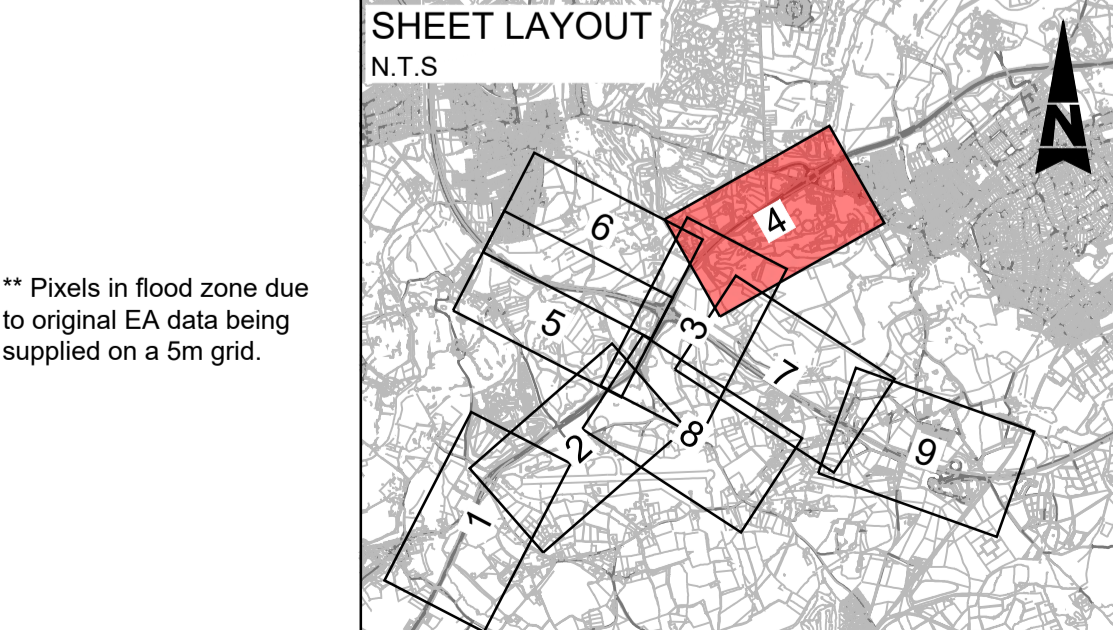 SHEET LAYOUT
N.T.S
N
4
6
5
3
7
2
8
9
1
** Pixels in flood zone due
to original EA data being
supplied on a 5m grid.